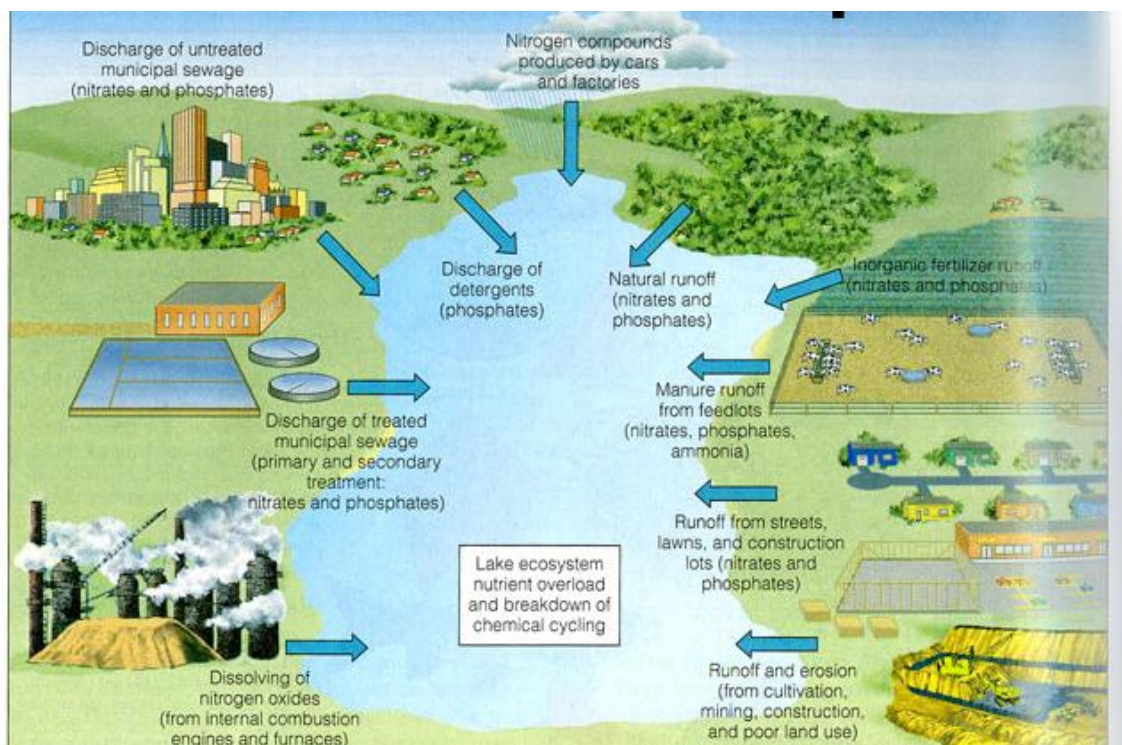 Discharge of untreated
municipal sewage
(nitrates and phosphates)
Nitrogen compounds
produced by cars
and factories
Discharge of
detergents
(phosphates)
Natural runoff
(nitrates and
phosphates)
Inorganic fertilizer runoff
(nitrates and phosphates)
Manure runoff
from feedlots
(nitrates, phosphates,
ammonia)
Discharge of treated
municipal sewage
(primary and secondary
treatment:
nitrates and phosphates)
Runoff from streets,
lawns, and construction
lots (nitrates and
phosphates)
Lake ecosystem
nutrient overload
and breakdown of
chemical cycling
Dissolving of
nitrogen oxides
(from internal combustion
engines and furnaces)
Runoff and erosion
(from cultivation,
mining, construction,
and poor land use)